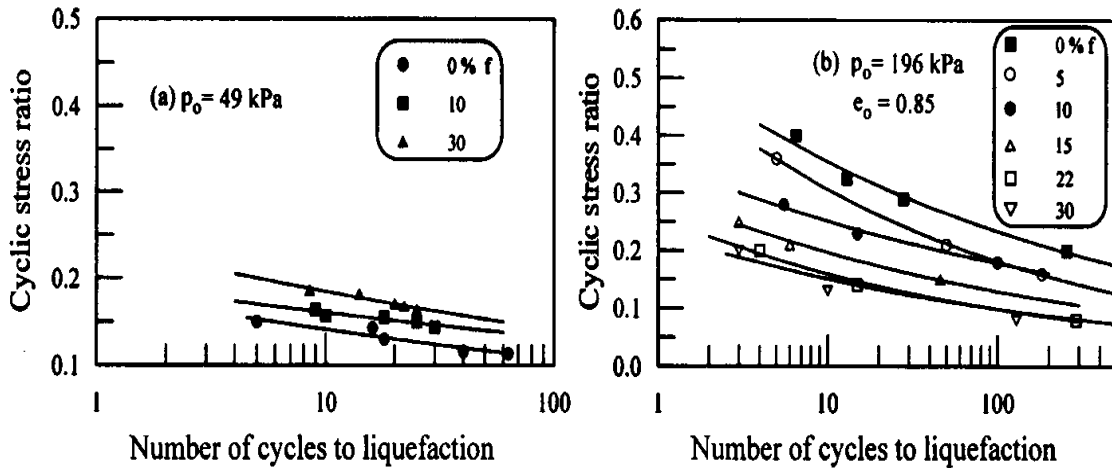 Cyclic stress ratio
0.5
0.4
0.3
0.2
0.1
(a) pₒ= 49 kPa
0% f
10
30
1
10
100
Number of cycles to liquefaction
Cyclic stress ratio
0.6
0.5
0.4
0.3
0.2
0.1
0.0
(b) pₒ= 196 kPa
eₒ = 0.85
0% f
5
10
15
22
30
1
10
100
Number of cycles to liquefaction